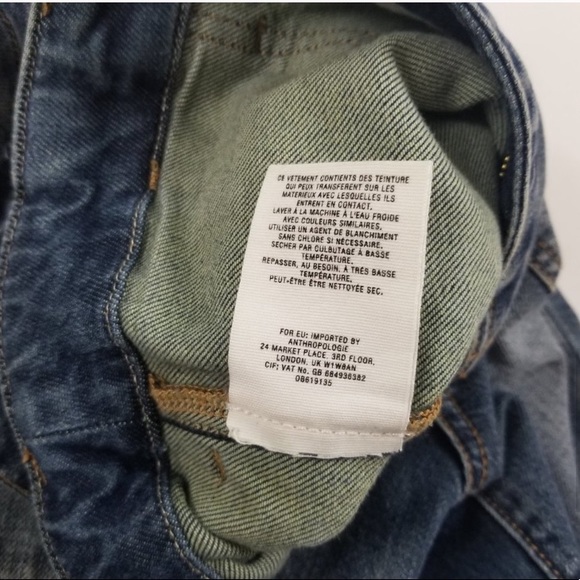 CE VETEMENT CONTIENTS DES TEINTURE
QUI PEUX TRANSFERENT SUR LES
MATERIAUX AVEC LESQUELLES ILS
ENTRENT EN CONTACT.
LAVER À LA MACHINE À L'EAU FROIDE
AVEC COULEURS SIMILAIRES.
UTILISER UN AGENT DE BLANCHIMENT
SANS CHLORE SI NÉCESSAIRE.
SECHER PAR CULBUTAGE À BASSE
TEMPÉRATURE.
REPASSER, AU BESOIN, À TRÈS BASSE
TEMPÉRATURE.
PEUT-ÊTRE ÊTRE NETTOYÉE SEC.
FOR EU: IMPORTED BY
ANTHROPOLOGIE
24 MARKET PLACE, 3RD FLOOR,
LONDON, UK W1W8AN
CIF: VAT No. GB 684930382
GB619135